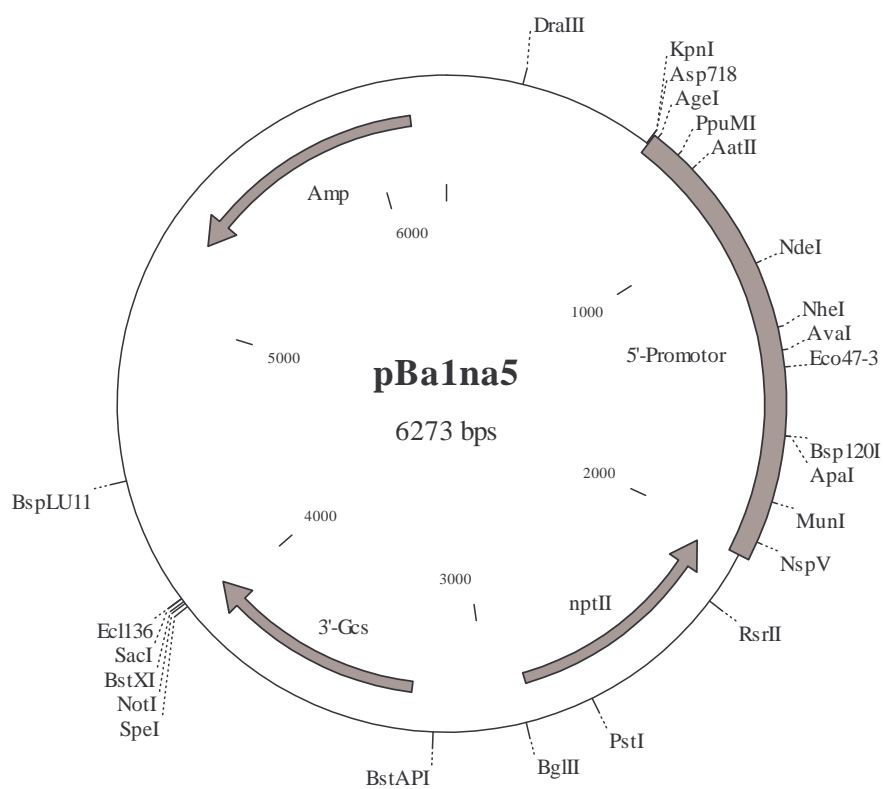 DraIII
KpnI
Asp718
AgeI
PpuMI
AatII
Amp
6000
NdeI
1000
NheI
AvaI
5'-Promotor
Eco47-3
5000
pBa1na5
6273 bps
Bsp120I
ApaI
2000
BspLU11
MunI
4000
NspV
3000
nptII
Ecl136
3'-Gcs
RsrII
SacI
BstXI
NotI
SpeI
PstI
BglII
BstAPI